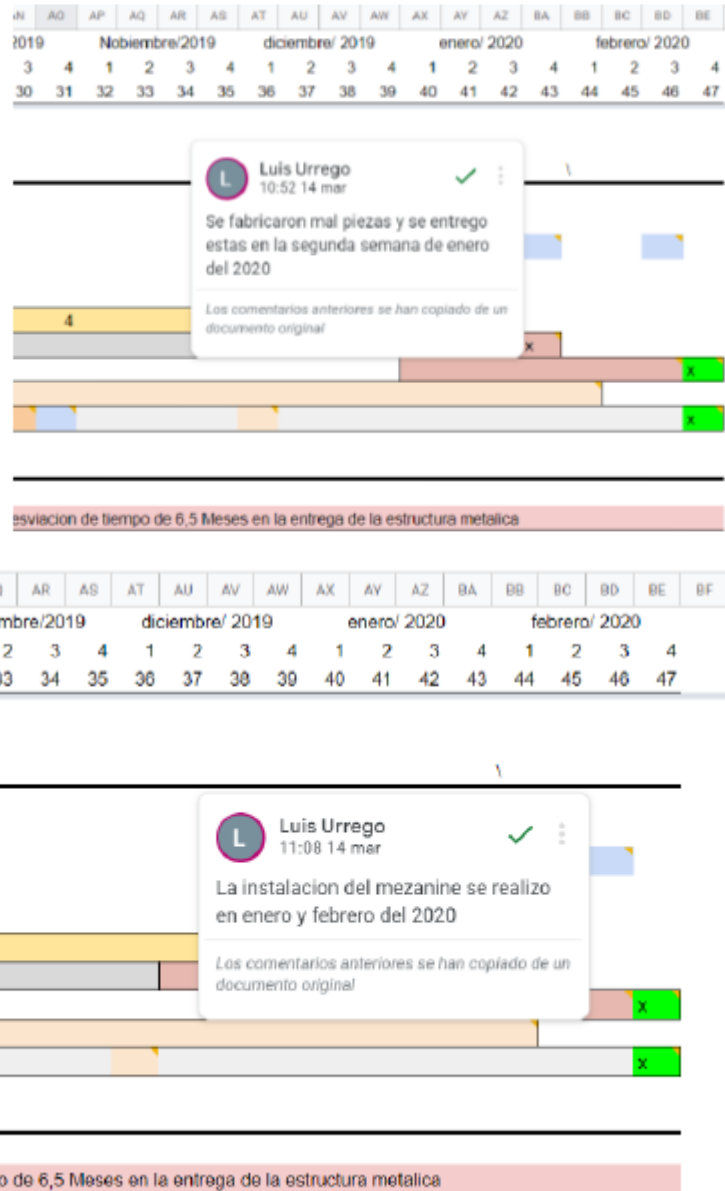 AN AO AP AQ AR AS AT AU AV AW AX AY AZ BA BB BC BD BE
2019 Nobiembre/2019 diciembre/ 2019 enero/ 2020 febrero/ 2020
3 4 1 2 3 4 1 2 3 4 1 2 3 4 1 2 3 4
30 31 32 33 34 35 36 37 38 39 40 41 42 43 44 45 46 47
\
L
Luis Urrego
10:52 14 mar
Se fabricaron mal piezas y se entrego
estas en la segunda semana de enero
del 2020
Los comentarios anteriores se han copiado de un
documento original
4
x
x
x
esviacion de tiempo de 6,5 Meses en la entrega de la estructura metalica
AR AS AT AU AV AW AX AY AZ BA BB BC BD BE BF
mbre/2019 diciembre/ 2019 enero/ 2020 febrero/ 2020
2 3 4 1 2 3 4 1 2 3 4 1 2 3 4
33 34 35 36 37 38 39 40 41 42 43 44 45 46 47
\
L
Luis Urrego
11:08 14 mar
La instalacion del mezanine se realizo
en enero y febrero del 2020
Los comentarios anteriores se han copiado de un
documento original
x
x
o de 6,5 Meses en la entrega de la estructura metalica